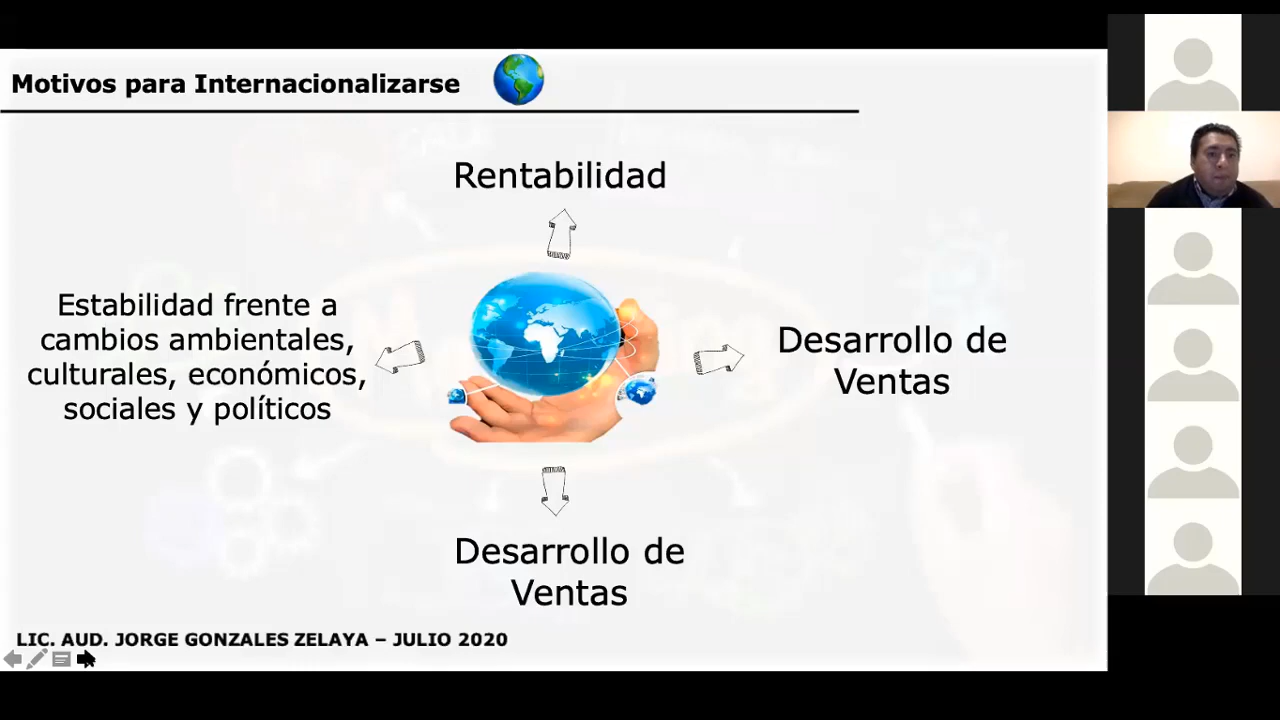 Motivos para Internacionalizarse
Rentabilidad
Estabilidad frente a
cambios ambientales,
culturales, económicos,
sociales y políticos
Desarrollo de
Ventas
Desarrollo de
Ventas
LIC. AUD. JORGE GONZALES ZELAYA – JULIO 2020